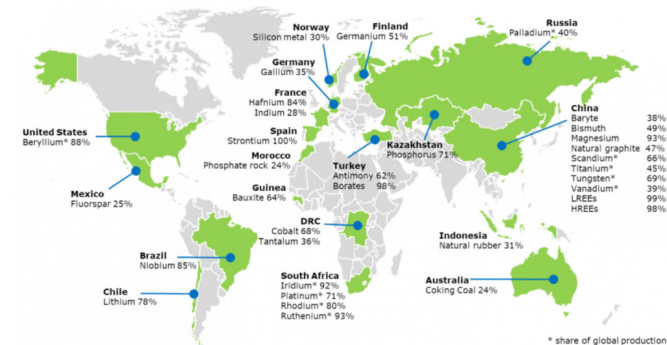 Norway
Silicon metal 30%
Finland
Germanium 51%
Russia
Palladium* 40%
Germany
Gallium 35%
France
Hafnium 84%
Indium 28%
Spain
Strontium 100%
Morocco
Phosphate rock 24%
United States
Beryllium* 88%
Mexico
Fluorspar 25%
Guinea
Bauxite 64%
Turkey
Antimony 62%
Borates 98%
Kazakhstan
Phosphorus 71%
China
Baryte 38%
Bismuth 49%
Magnesium 93%
Natural graphite 47%
Scandium* 66%
Titanium* 45%
Tungsten* 69%
Vanadium* 39%
LREEs 99%
HREEs 98%
DRC
Cobalt 68%
Tantalum 36%
Indonesia
Natural rubber 31%
Brazil
Niobium 85%
Chile
Lithium 78%
South Africa
Iridium* 92%
Platinum* 71%
Rhodium* 80%
Ruthenium* 93%
Australia
Coking Coal 24%
* share of global production